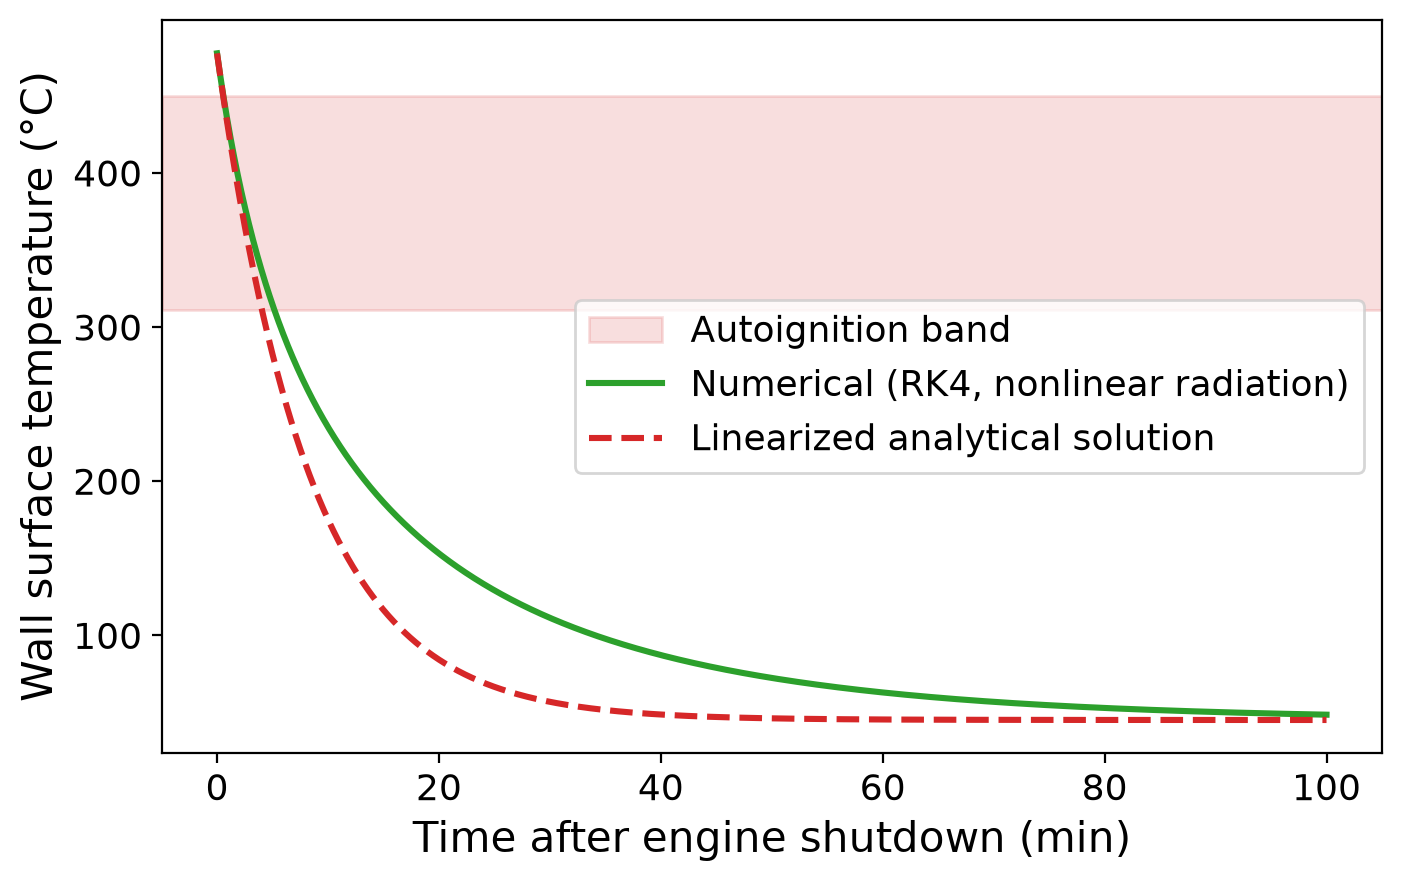 Wall surface temperature (°C)
400
300
200
100
Autoignition band
Numerical (RK4, nonlinear radiation)
Linearized analytical solution
0 20 40 60 80 100
Time after engine shutdown (min)